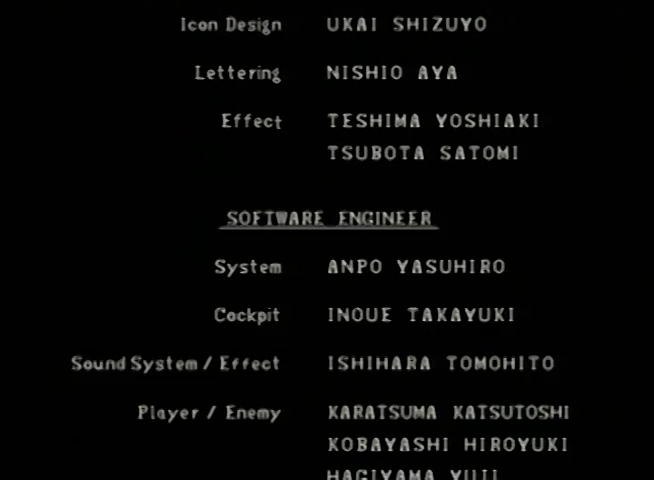 Icon Design UKAI SHIZUYO
Lettering NISHIO AYA
Effect TESHIMA YOSHIAKI
TSUBOTA SATOMI
SOFTWARE ENGINEER
System ANPO YASUHIRO
Cockpit INOUE TAKAYUKI
Sound System / Effect ISHIHARA TOMOHITO
Player / Enemy KARATSUMA KATSUTOSHI
KOBAYASHI HIROYUKI
HAGIYAMA